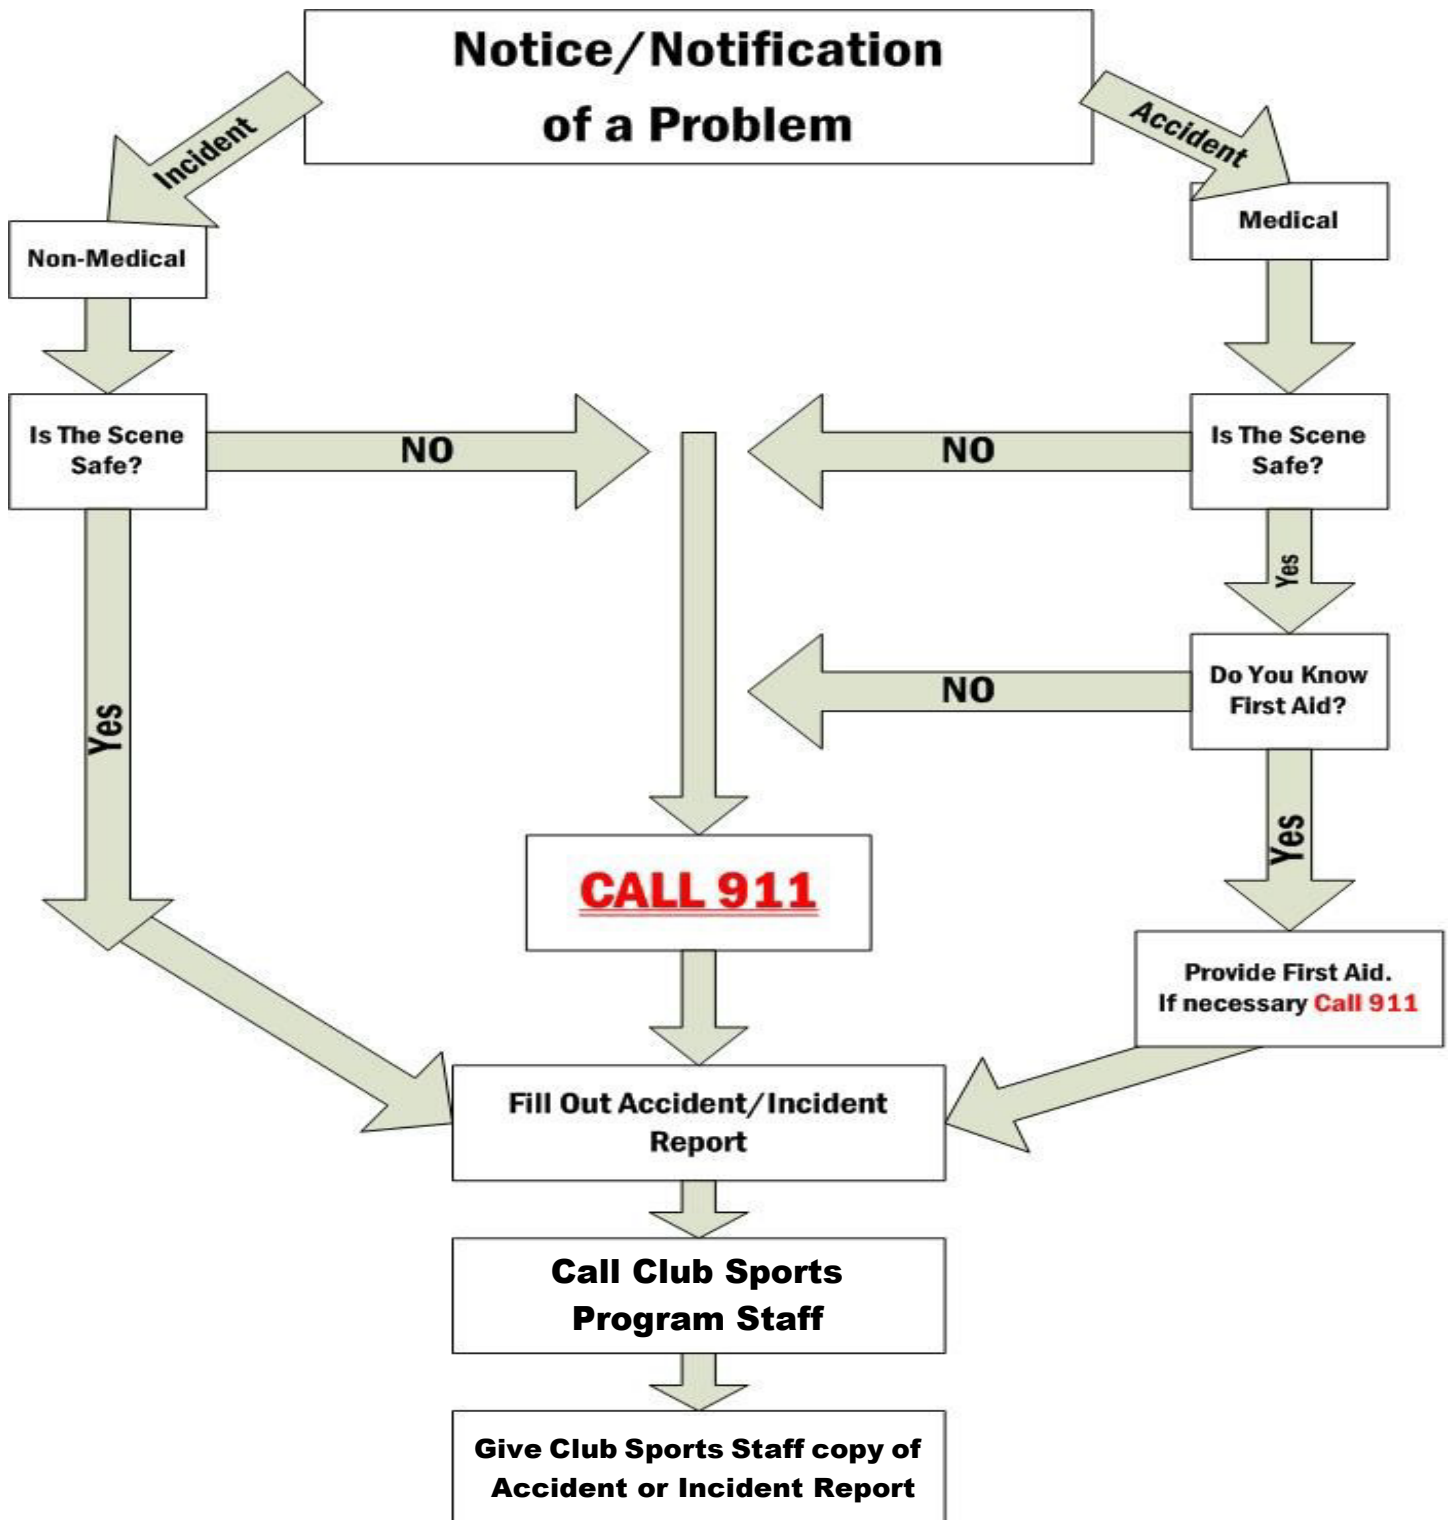 Notice/Notification
of a Problem
Incident
Accident
Non-Medical
Medical
Is The Scene
Safe?
NO
NO
Is The Scene
Safe?
Yes
Do You Know
First Aid?
NO
Yes
Yes
CALL 911
Provide First Aid.
If necessary Call 911
Fill Out Accident/Incident
Report
Call Club Sports
Program Staff
Give Club Sports Staff copy of
Accident or Incident Report